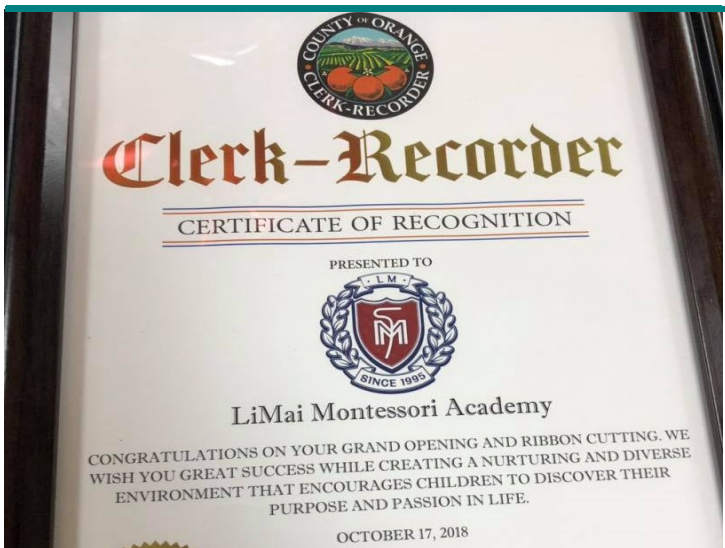 COUNTY OF ORANGE
CLERK-RECORDER
Clerk-Recorder
CERTIFICATE OF RECOGNITION
PRESENTED TO
· LM ·
SM
SINCE 1995
LiMai Montessori Academy
CONGRATULATIONS ON YOUR GRAND OPENING AND RIBBON CUTTING. WE
WISH YOU GREAT SUCCESS WHILE CREATING A NURTURING AND DIVERSE
ENVIRONMENT THAT ENCOURAGES CHILDREN TO DISCOVER THEIR
PURPOSE AND PASSION IN LIFE.
OCTOBER 17, 2018